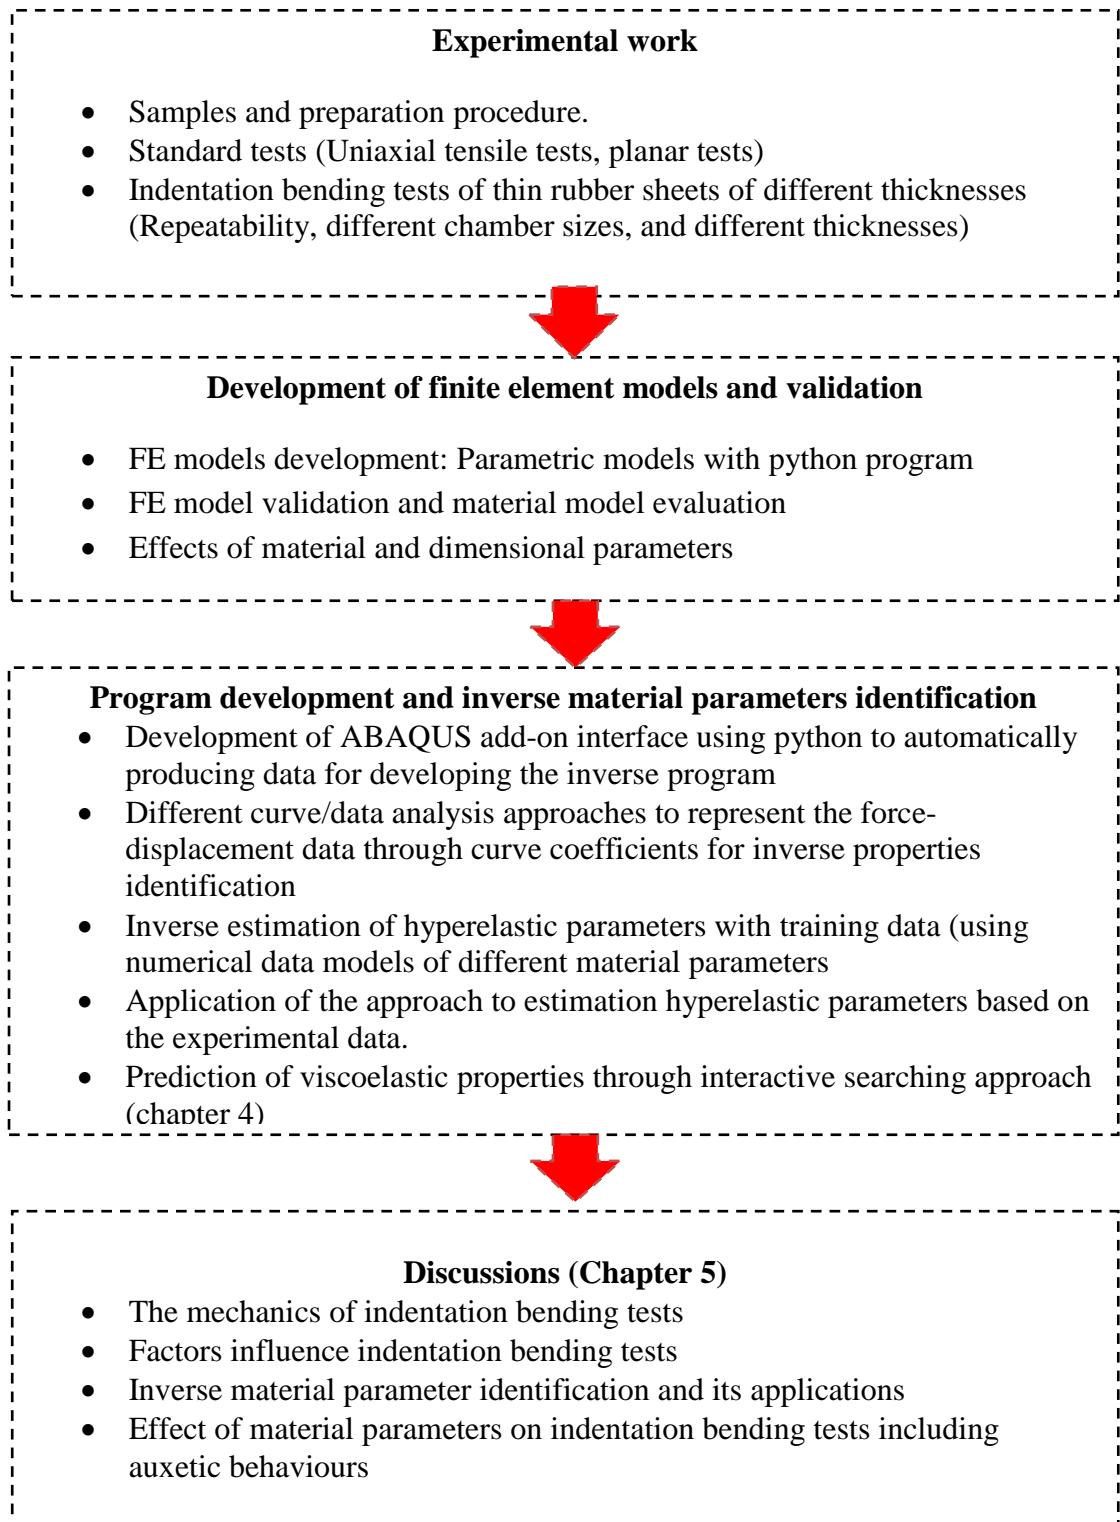 Experimental work
• Samples and preparation procedure.
• Standard tests (Uniaxial tensile tests, planar tests)
• Indentation bending tests of thin rubber sheets of different thicknesses
(Repeatability, different chamber sizes, and different thicknesses)
Development of finite element models and validation
• FE models development: Parametric models with python program
• FE model validation and material model evaluation
• Effects of material and dimensional parameters
Program development and inverse material parameters identification
• Development of ABAQUS add-on interface using python to automatically
producing data for developing the inverse program
• Different curve/data analysis approaches to represent the force-
displacement data through curve coefficients for inverse properties
identification
• Inverse estimation of hyperelastic parameters with training data (using
numerical data models of different material parameters
• Application of the approach to estimation hyperelastic parameters based on
the experimental data.
• Prediction of viscoelastic properties through interactive searching approach
(chapter 4)
Discussions (Chapter 5)
• The mechanics of indentation bending tests
• Factors influence indentation bending tests
• Inverse material parameter identification and its applications
• Effect of material parameters on indentation bending tests including
auxetic behaviours